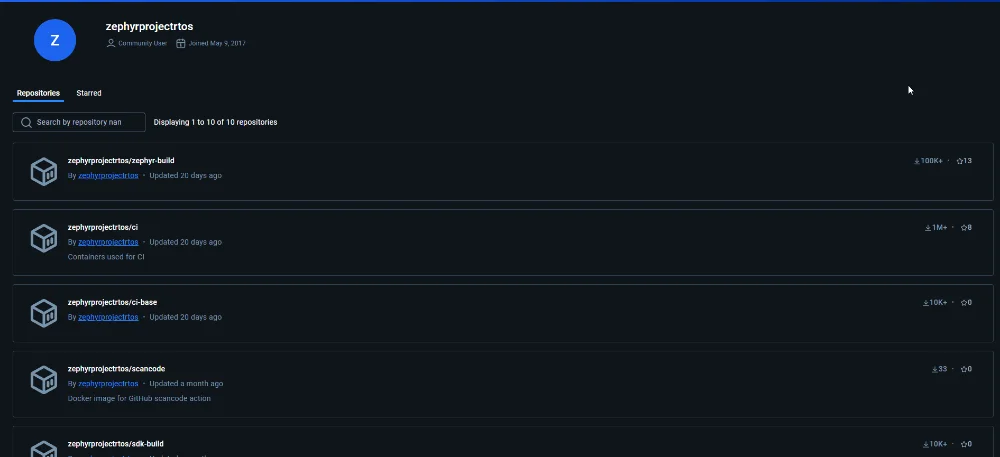 Z
zephyrprojectrtos
Community User Joined May 9, 2017
Repositories Starred
Search by repository nan Displaying 1 to 10 of 10 repositories
zephyrprojectrtos/zephyr-build 100K+ · 13
By zephyrprojectrtos • Updated 20 days ago
zephyrprojectrtos/ci 1M+ · 8
By zephyrprojectrtos • Updated 20 days ago
Containers used for CI
zephyrprojectrtos/ci-base 10K+ · 0
By zephyrprojectrtos • Updated 20 days ago
zephyrprojectrtos/scancode 33 · 0
By zephyrprojectrtos • Updated a month ago
Docker image for GitHub scancode action
zephyrprojectrtos/sdk-build 10K+ · 0